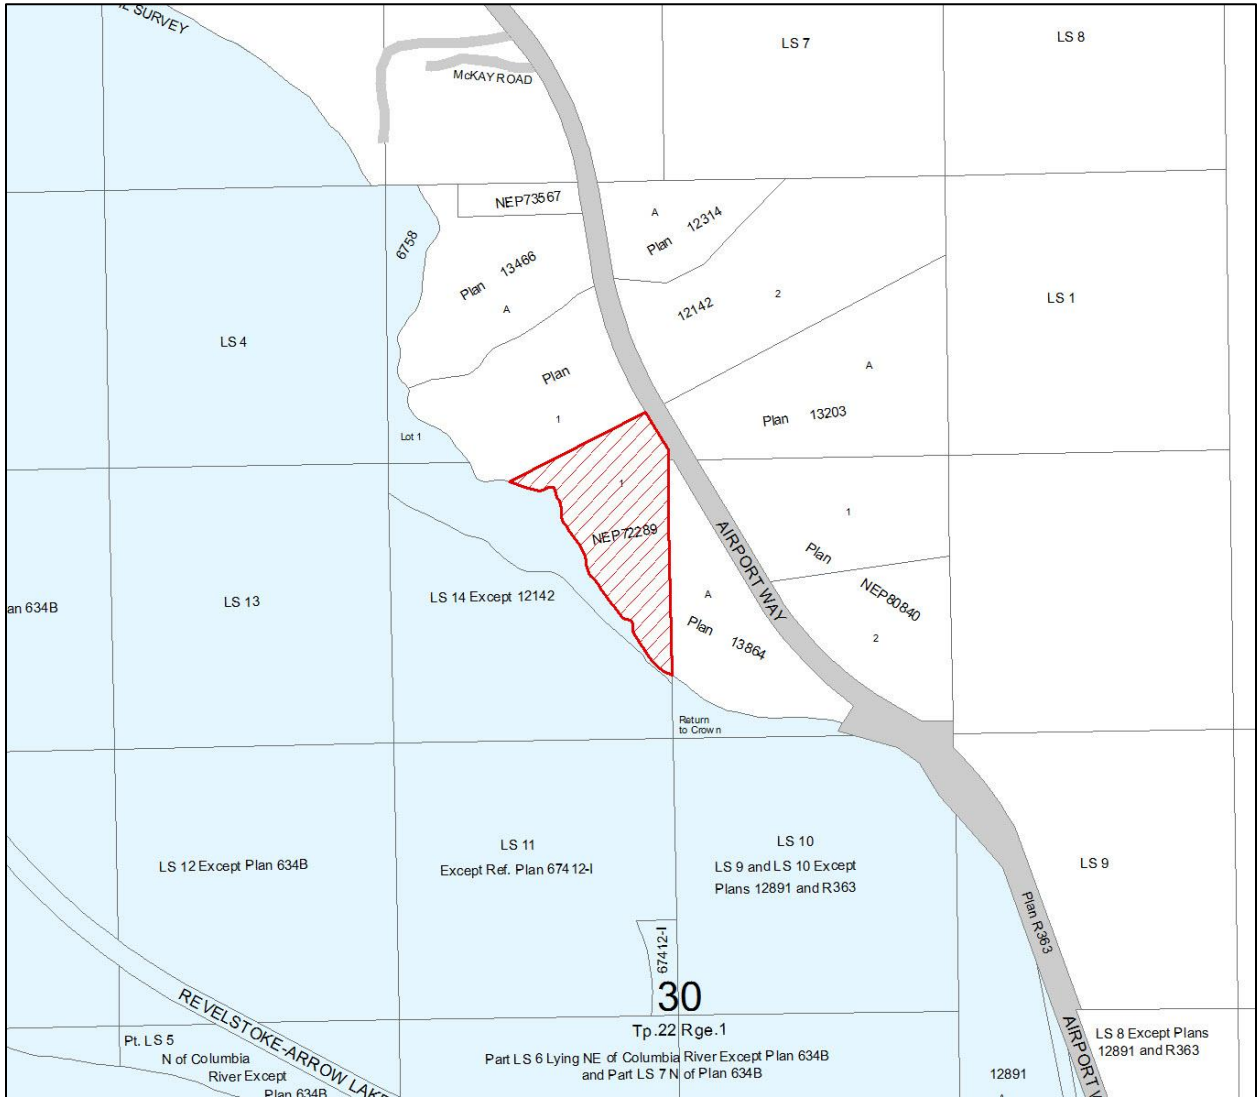 SURVEY
LS 7
LS 8
McKAY ROAD
NEP73567
A
Plan 12314
6758
Plan 13466
A
12142
2
LS 1
LS 4
Plan
1
A
Plan 13203
Lot 1
1
NEP72289
1
Plan
AIRPORT WAY
NEP80840
2
an 634B
LS 13
LS 14 Except 12142
A
Plan 13864
Return
to Crown
LS 12 Except Plan 634B
LS 11
Except Ref. Plan 67412-I
LS 10
LS 9 and LS 10 Except
Plans 12891 and R363
LS 9
Plan R363
67412-I
30
Tp.22 Rge.1
REVELSTOKE-ARROW LAKE
Pt. LS 5
N of Columbia
River Except
Plan 634B
Part LS 6 Lying NE of Columbia River Except Plan 634B
and Part LS 7 N of Plan 634B
12891
AIRPORT W
LS 8 Except Plans
12891 and R363